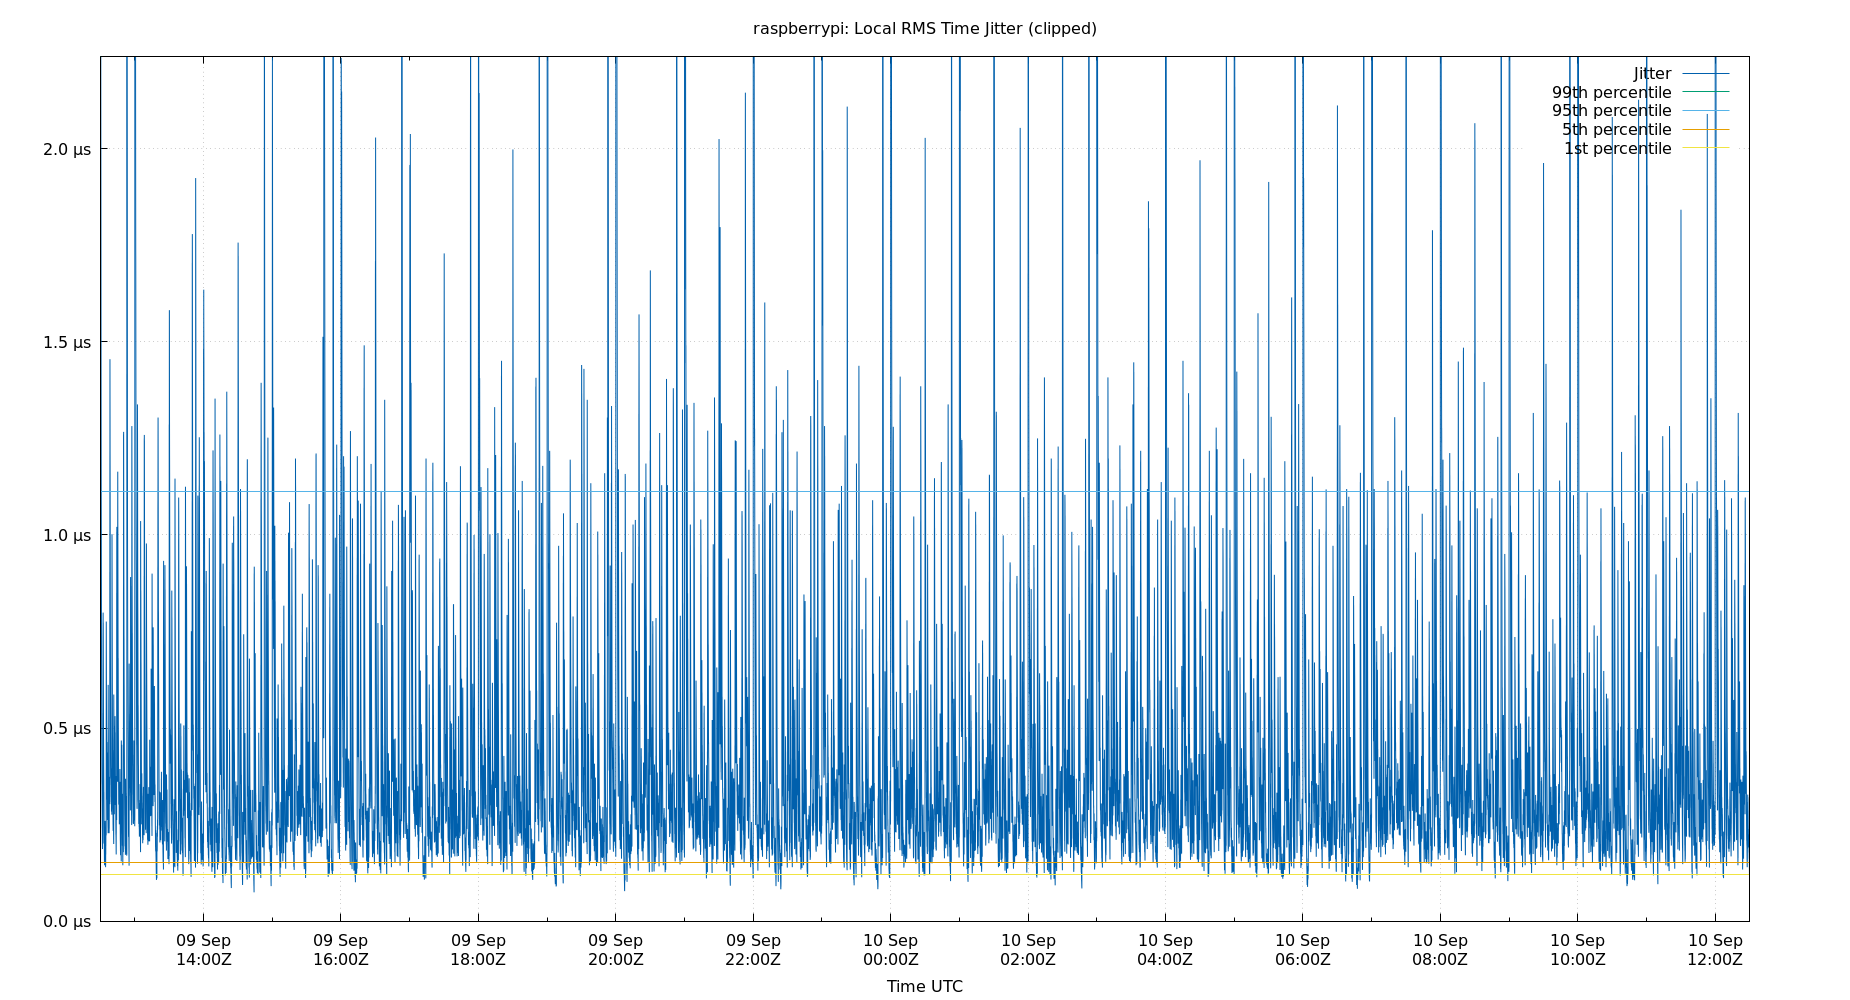 raspberrypi: Local RMS Time Jitter (clipped)
Jitter
99th percentile
95th percentile
5th percentile
1st percentile
2.0 µs
1.5 µs
1.0 µs
0.5 µs
0.0 µs
09 Sep 09 Sep 09 Sep 09 Sep 09 Sep 10 Sep 10 Sep 10 Sep 10 Sep 10 Sep 10 Sep 10 Sep
14:00Z 16:00Z 18:00Z 20:00Z 22:00Z 00:00Z 02:00Z 04:00Z 06:00Z 08:00Z 10:00Z 12:00Z
Time UTC